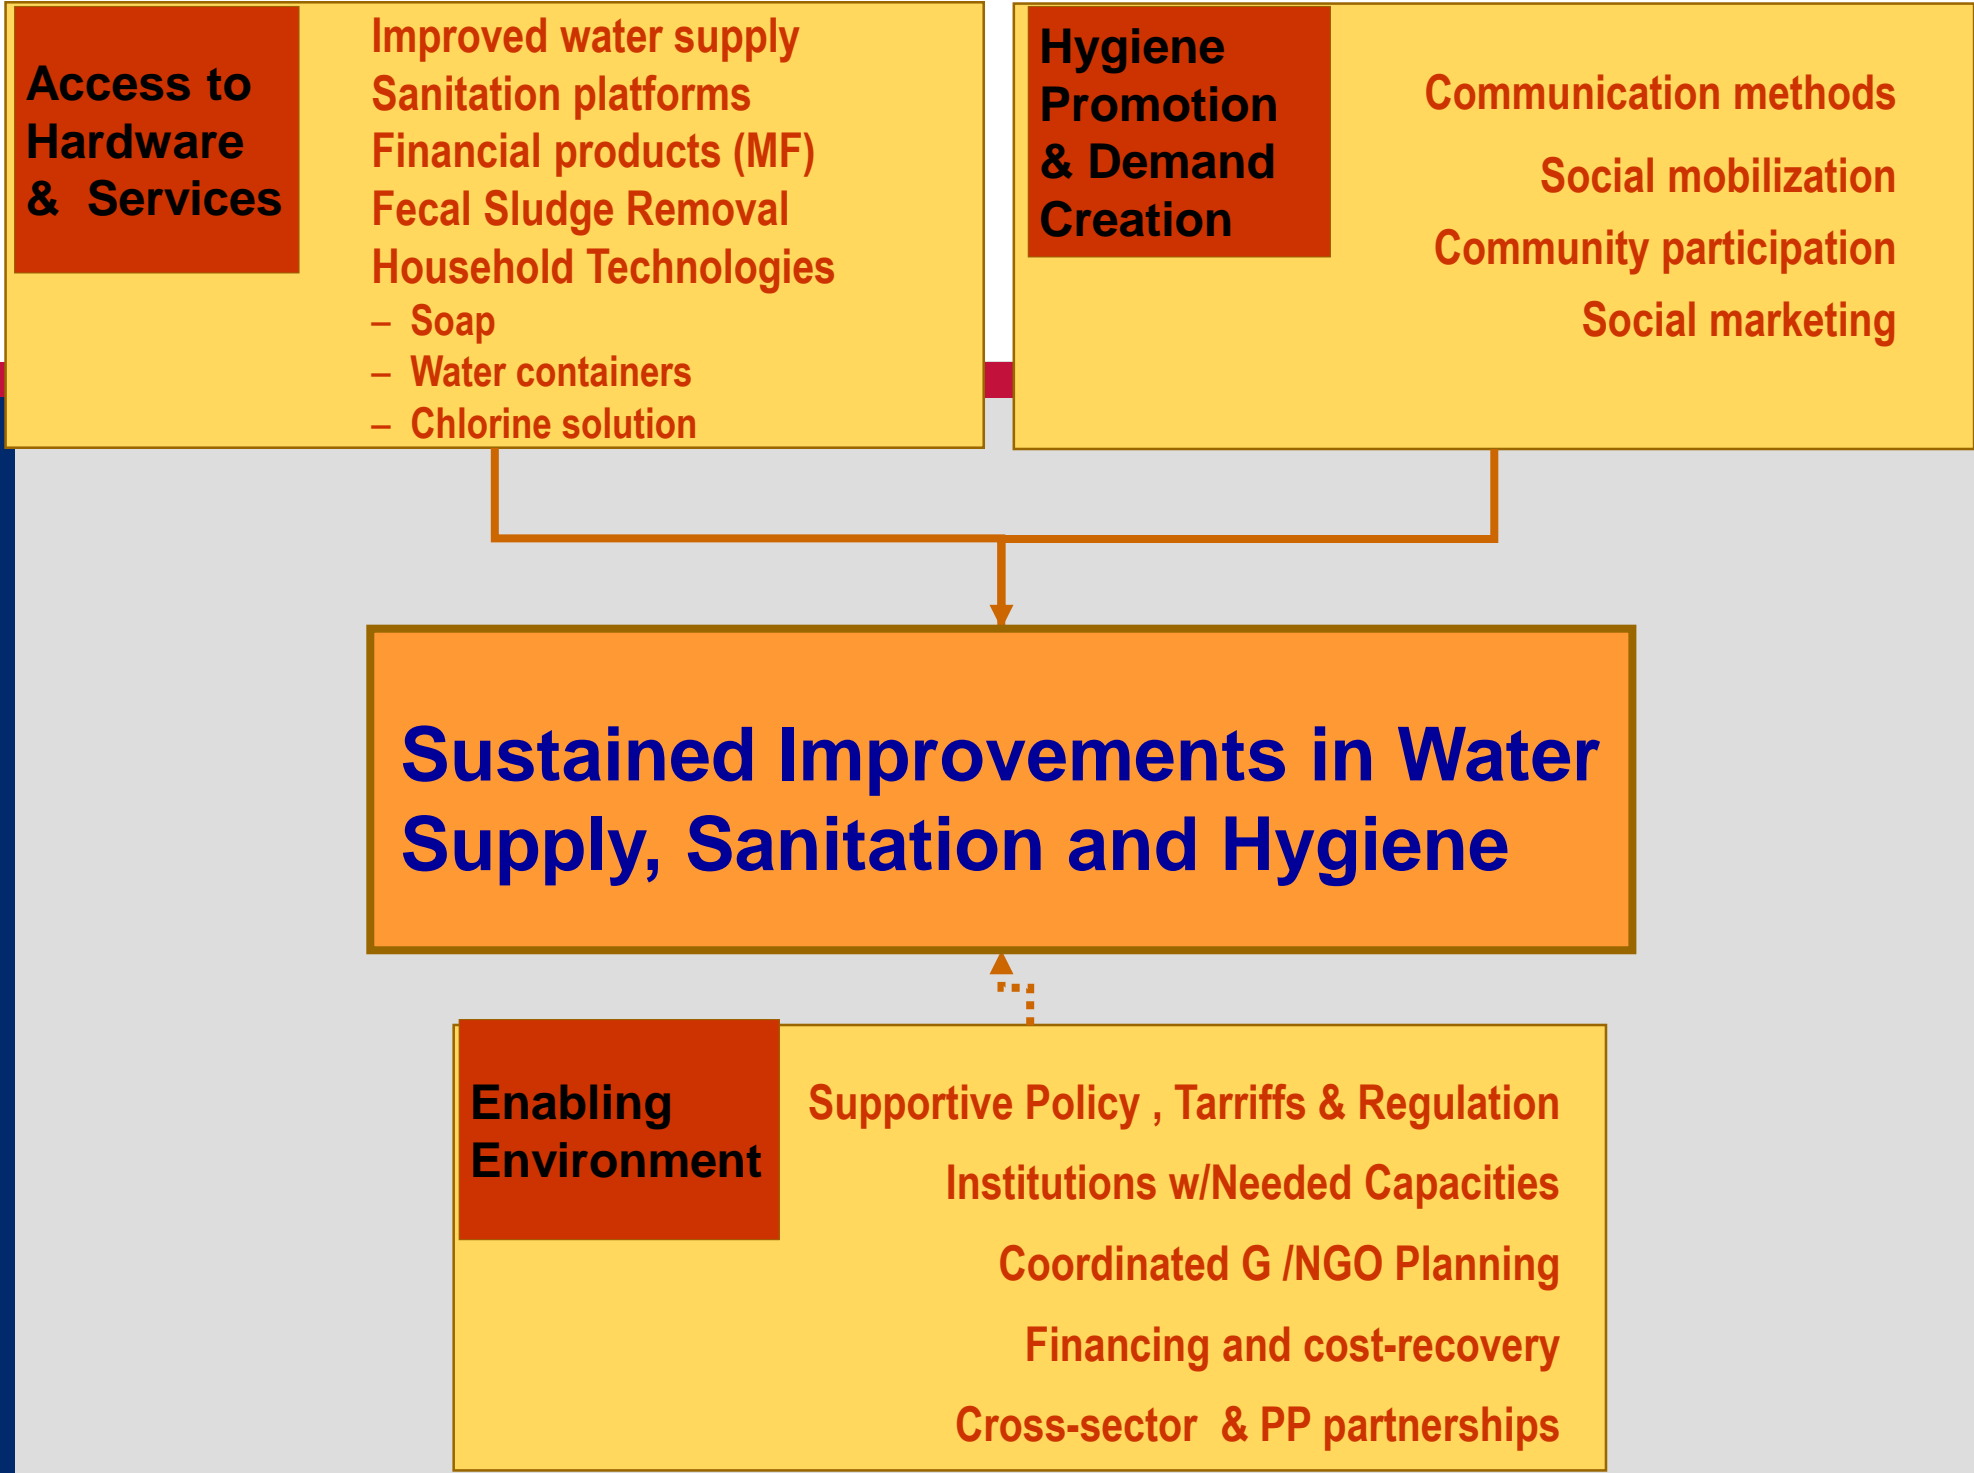 Access to
Hardware
& Services
Improved water supply
Sanitation platforms
Financial products (MF)
Fecal Sludge Removal
Household Technologies
– Soap
– Water containers
– Chlorine solution
Hygiene
Promotion
& Demand
Creation
Communication methods
Social mobilization
Community participation
Social marketing
Sustained Improvements in Water
Supply, Sanitation and Hygiene
Enabling
Environment
Supportive Policy , Tarriffs & Regulation
Institutions w/Needed Capacities
Coordinated G /NGO Planning
Financing and cost-recovery
Cross-sector & PP partnerships